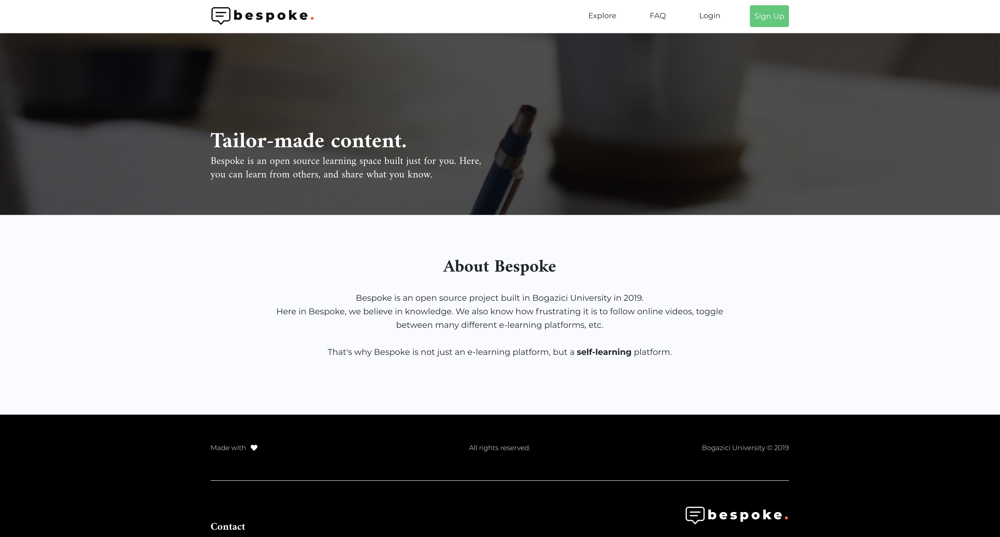 bespoke.
Explore
FAQ
Login
Sign Up
Tailor-made content.
Bespoke is an open source learning space built just for you. Here,
you can learn from others, and share what you know.
About Bespoke
Bespoke is an open source project built in Bogazici University in 2019.
Here in Bespoke, we believe in knowledge. We also know how frustrating it is to follow online videos, toggle
between many different e-learning platforms, etc.
That's why Bespoke is not just an e-learning platform, but a self-learning platform.
Made with ♥
All rights reserved.
Bogazici University © 2019
bespoke.
Contact